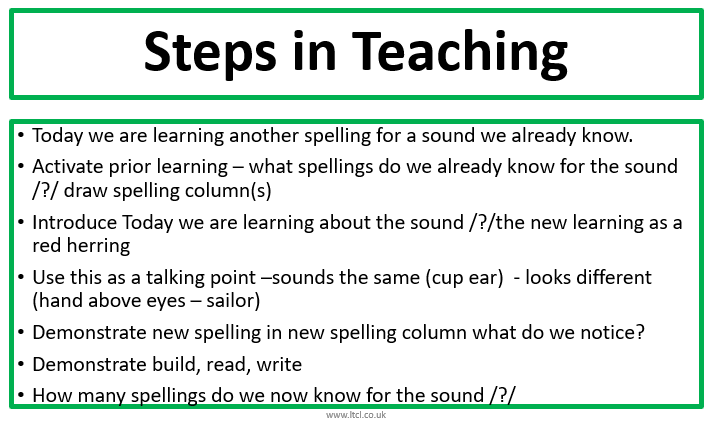 Steps in Teaching
• Today we are learning another spelling for a sound we already know.
• Activate prior learning – what spellings do we already know for the sound
/?/ draw spelling column(s)
• Introduce Today we are learning about the sound /?/the new learning as a
red herring
• Use this as a talking point –sounds the same (cup ear)  - looks different
(hand above eyes – sailor)
• Demonstrate new spelling in new spelling column what do we notice?
• Demonstrate build, read, write
• How many spellings do we now know for the sound /?/
www.ltcl.co.uk